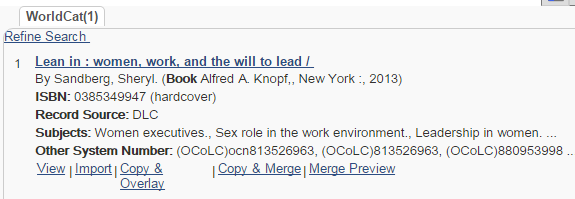 WorldCat(1)
Refine Search
1 Lean in : women, work, and the will to lead /
By Sandberg, Sheryl. (Book Alfred A. Knopf,, New York :, 2013)
ISBN: 0385349947 (hardcover)
Record Source: DLC
Subjects: Women executives., Sex role in the work environment., Leadership in women. ...
Other System Number: (OCoLC)ocn813526963, (OCoLC)813526963, (OCoLC)880953998 ..
View | Import | Copy & Overlay | Copy & Merge | Merge Preview